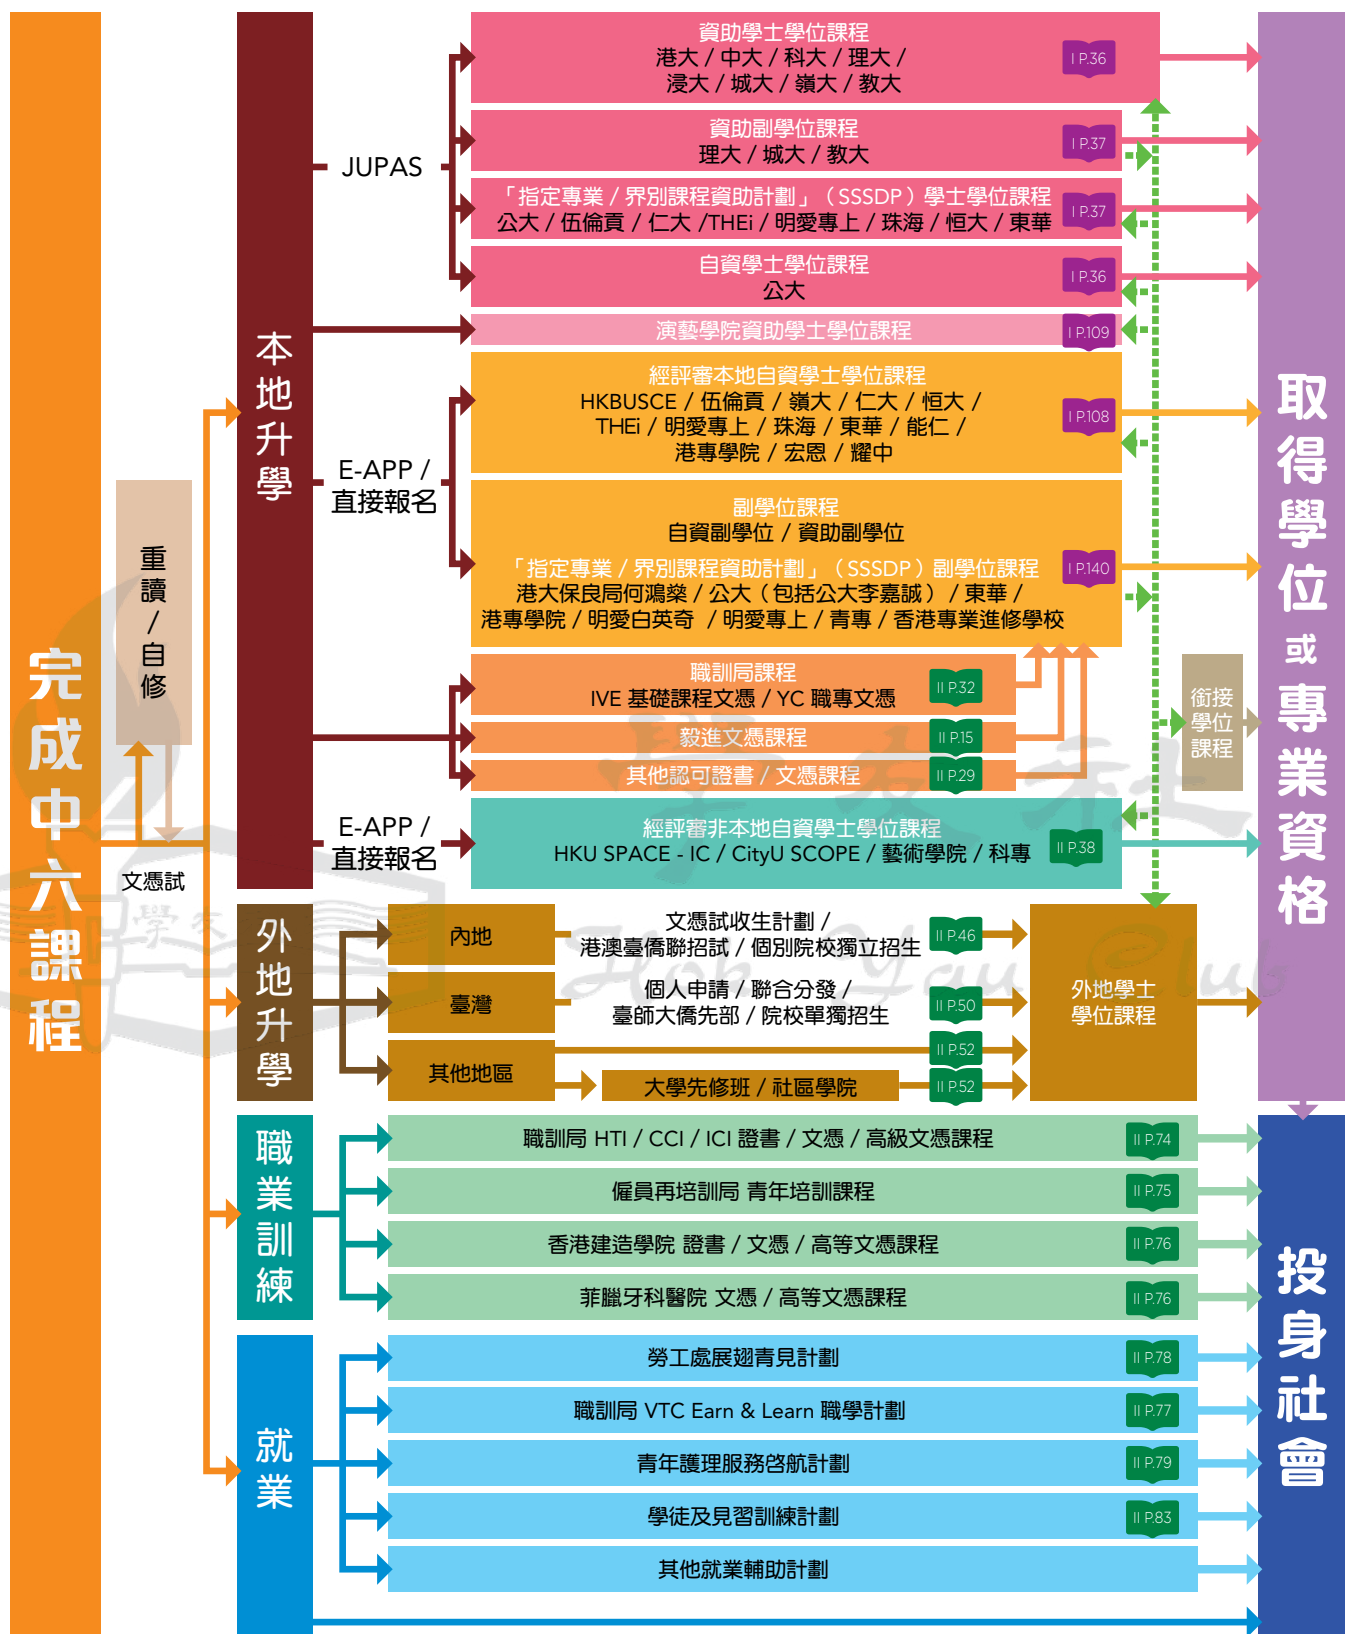 完成中六課程
文憑試
重讀/自修
本地升學
JUPAS
資助學士學位課程
港大 / 中大 / 科大 / 理大 /
浸大 / 城大 / 嶺大 / 教大
I P.36
資助副學位課程
理大 / 城大 / 教大
I P.37
「指定專業 / 界別課程資助計劃」（SSSDP）學士學位課程
公大 / 伍倫貢 / 仁大 /THEi / 明愛專上 / 珠海 / 恒大 / 東華
I P.37
自資學士學位課程
公大
I P.36
演藝學院資助學士學位課程
I P.109
E-APP /
直接報名
經評審本地自資學士學位課程
HKBUSCE / 伍倫貢 / 嶺大 / 仁大 / 恒大 /
THEi / 明愛專上 / 珠海 / 東華 / 能仁 /
港專學院 / 宏恩 / 耀中
I P.108
副學位課程
自資副學位 / 資助副學位
「指定專業 / 界別課程資助計劃」（SSSDP）副學位課程
港大保良局何鴻燊 / 公大（包括公大李嘉誠）/ 東華 /
港專學院 / 明愛白英奇 / 明愛專上 / 青專 / 香港專業進修學校
I P.140
職訓局課程
IVE 基礎課程文憑 / YC 職專文憑
II P.32
毅進文憑課程
II P.15
其他認可證書 / 文憑課程
II P.29
E-APP /
直接報名
經評審非本地自資學士學位課程
HKU SPACE - IC / CityU SCOPE / 藝術學院 / 科專
II P.38
銜接
學位
課程
外地升學
內地
文憑試收生計劃 /
港澳臺僑聯招試 / 個別院校獨立招生
II P.46
臺灣
個人申請 / 聯合分發 /
臺師大僑先部 / 院校單獨招生
II P.50
其他地區
II P.52
大學先修班 / 社區學院
II P.52
外地學士
學位課程
職業訓練
職訓局 HTI / CCI / ICI 證書 / 文憑 / 高級文憑課程
II P.74
僱員再培訓局 青年培訓課程
II P.75
香港建造學院 證書 / 文憑 / 高等文憑課程
II P.76
菲臘牙科醫院 文憑 / 高等文憑課程
II P.76
就業
勞工處展翅青見計劃
II P.78
職訓局 VTC Earn & Learn 職學計劃
II P.77
青年護理服務啓航計劃
II P.79
學徒及見習訓練計劃
II P.83
其他就業輔助計劃
取得學位或專業資格
投身社會
學友社
Hok Yau Club
學友